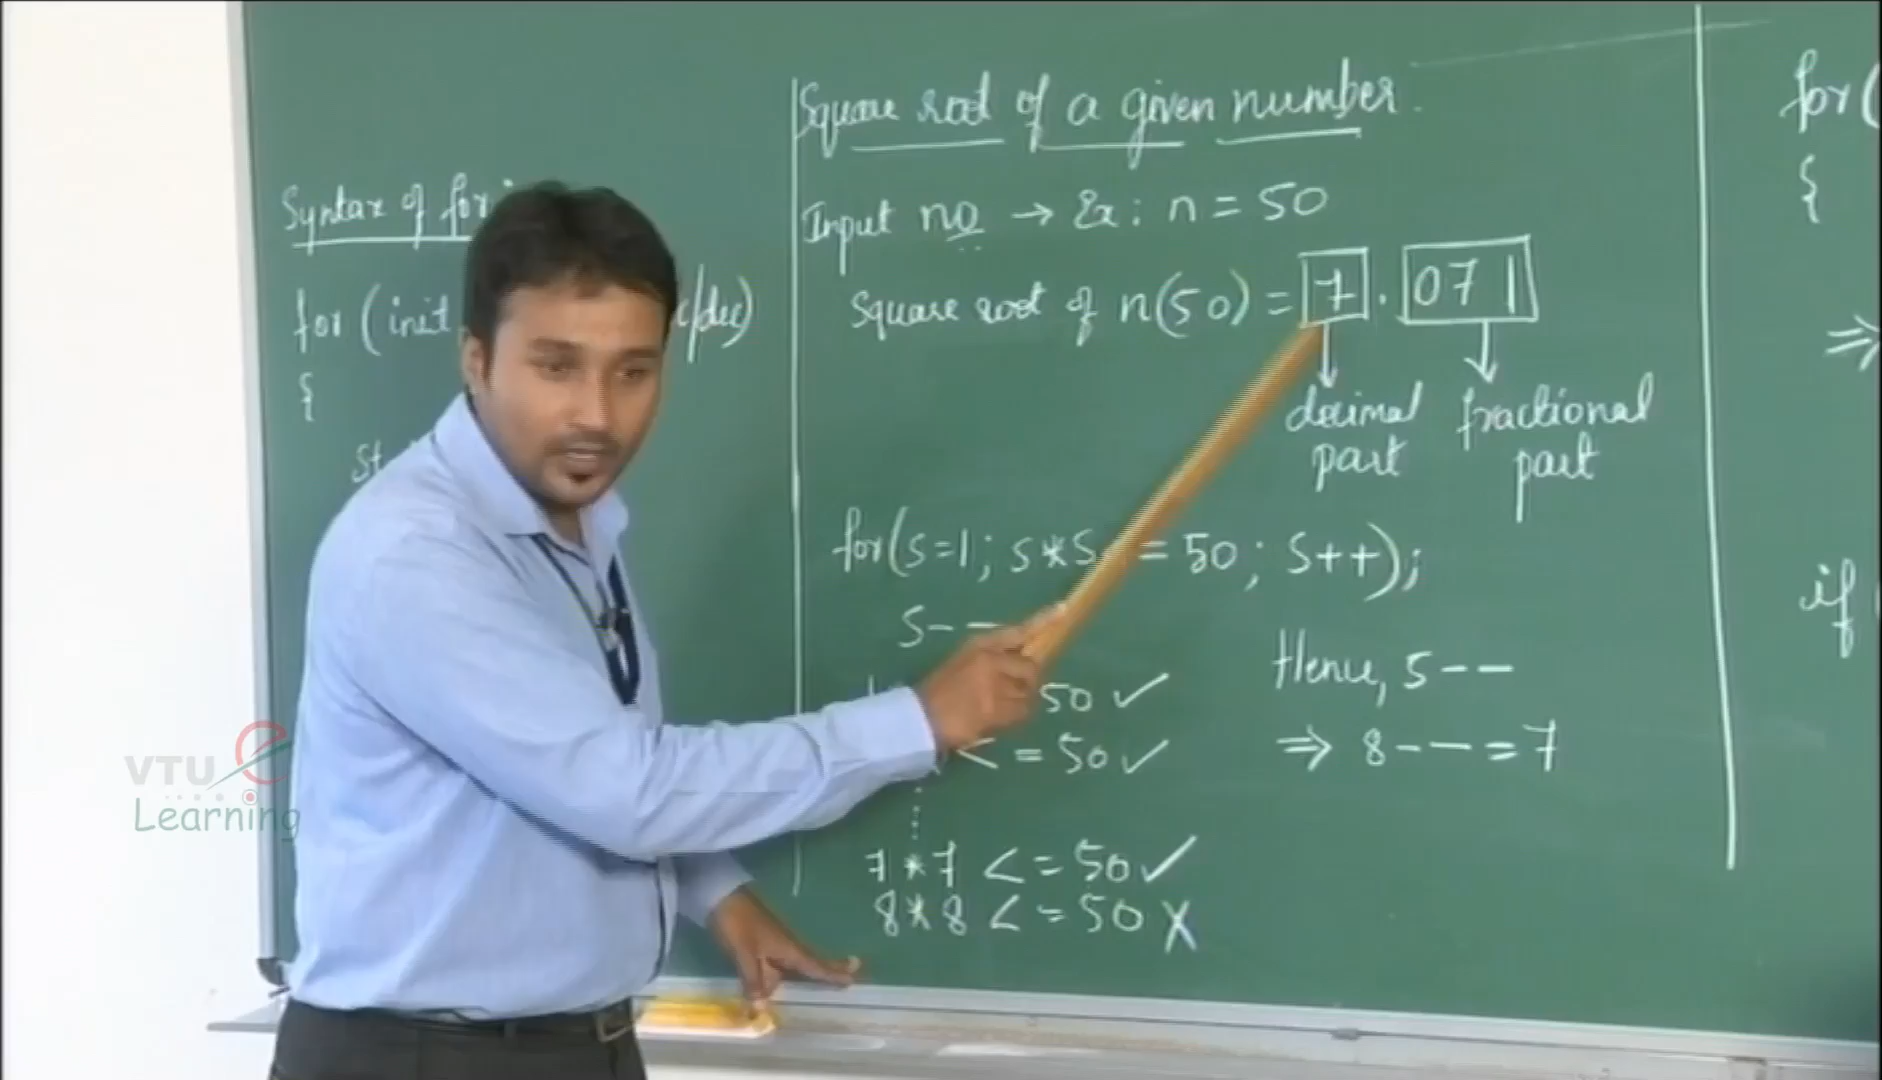 Syntax of for
for ( init c/dec)
{
St
Square root of a given number.
Input no → Ex: n = 50
Square root of n(50) = 7 . 071
decimal part
fractional part
for(s=1; s*s = 50; s++);
s--
50 ✓
< = 50 ✓
7 * 7 < = 50 ✓
8 * 8 < = 50 X
Hence, s--
⇒ 8-- = 7
for (
{
⇒
if
VTU e
Learning